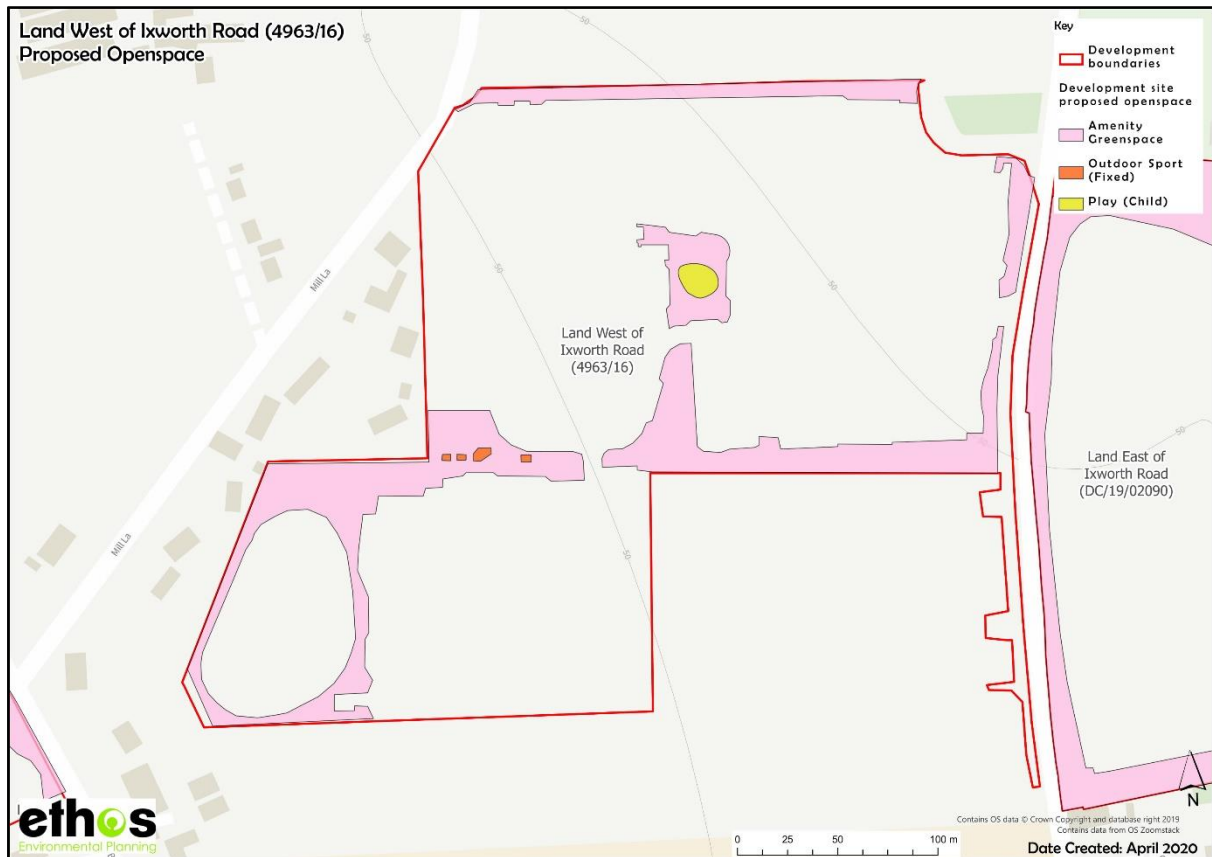 Land West of Ixworth Road (4963/16)
Proposed Openspace
Key
Development
boundaries
Development site
proposed openspace
Amenity
Greenspace
Outdoor Sport
(Fixed)
Play (Child)
50
50
50
50
50
50
Mill La
Mill La
Land West of
Ixworth Road
(4963/16)
Land East of
Ixworth Road
(DC/19/02090)
N
ethos
Environmental Planning
0 25 50 100 m
Contains OS data © Crown Copyright and database right 2019
Contains data from OS Zoomstack
Date Created: April 2020